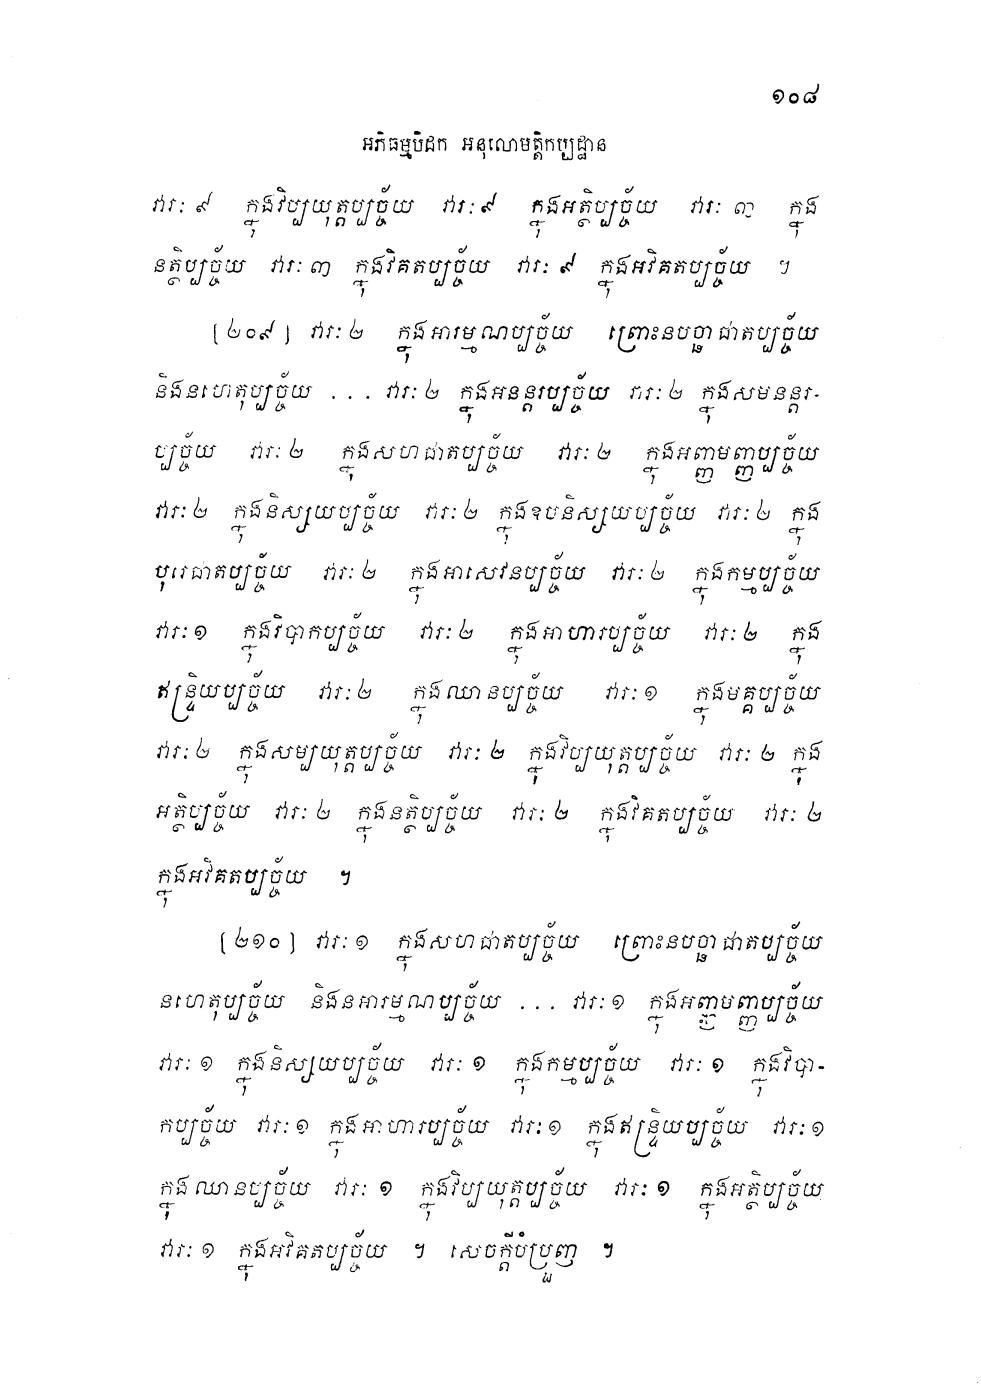 ១០៨
អភិធម្មបិដក អនុលោមត្តិកប្បដ្ឋាន
វារៈ ៩ ក្នុងវិប្បយុត្តប្បច្ច័យ វារៈ ៩ ក្នុងអត្ថិប្បច្ច័យ វារៈ ៣ ក្នុង
នត្ថិប្បច្ច័យ វារៈ ៣ ក្នុងវិគតប្បច្ច័យ វារៈ ៩ ក្នុងអវិគតប្បច្ច័យ ។
[២០៩] វារៈ ២ ក្នុងអារម្មណប្បច្ច័យ ព្រោះនបច្ឆាជាតប្បច្ច័យ
និងនហេតុប្បច្ច័យ ... វារៈ ២ ក្នុងអនន្តរប្បច្ច័យ វារៈ ២ ក្នុងសមនន្តរ-
ប្បច្ច័យ វារៈ ២ ក្នុងសហជាតប្បច្ច័យ វារៈ ២ ក្នុងអញ្ញមញ្ញប្បច្ច័យ
វារៈ ២ ក្នុងនិស្សយប្បច្ច័យ វារៈ ២ ក្នុងឧបនិស្សយប្បច្ច័យ វារៈ ២ ក្នុង
បុរេជាតប្បច្ច័យ វារៈ ២ ក្នុងអាសេវនប្បច្ច័យ វារៈ ២ ក្នុងកម្មប្បច្ច័យ
វារៈ ១ ក្នុងវិបាកប្បច្ច័យ វារៈ ២ ក្នុងអាហារប្បច្ច័យ វារៈ ២ ក្នុង
ឥន្ទ្រិយប្បច្ច័យ វារៈ ២ ក្នុងឈានប្បច្ច័យ វារៈ ១ ក្នុងមគ្គប្បច្ច័យ
វារៈ ២ ក្នុងសម្បយុត្តប្បច្ច័យ វារៈ ២ ក្នុងវិប្បយុត្តប្បច្ច័យ វារៈ ២ ក្នុង
អត្ថិប្បច្ច័យ វារៈ ២ ក្នុងនត្ថិប្បច្ច័យ វារៈ ២ ក្នុងវិគតប្បច្ច័យ វារៈ ២
ក្នុងអវិគតប្បច្ច័យ ។
[២១០] វារៈ ១ ក្នុងសហជាតប្បច្ច័យ ព្រោះនបច្ឆាជាតប្បច្ច័យ
នហេតុប្បច្ច័យ និងនអារម្មណប្បច្ច័យ ... វារៈ ១ ក្នុងអញ្ញមញ្ញប្បច្ច័យ
វារៈ ១ ក្នុងនិស្សយប្បច្ច័យ វារៈ ១ ក្នុងកម្មប្បច្ច័យ វារៈ ១ ក្នុងវិបា-
កប្បច្ច័យ វារៈ ១ ក្នុងអាហារប្បច្ច័យ វារៈ ១ ក្នុងឥន្ទ្រិយប្បច្ច័យ វារៈ ១
ក្នុងឈានប្បច្ច័យ វារៈ ១ ក្នុងវិប្បយុត្តប្បច្ច័យ វារៈ ១ ក្នុងអត្ថិប្បច្ច័យ
វារៈ ១ ក្នុងអវិគតប្បច្ច័យ ។ សេចក្តីបំប្រួញ ។